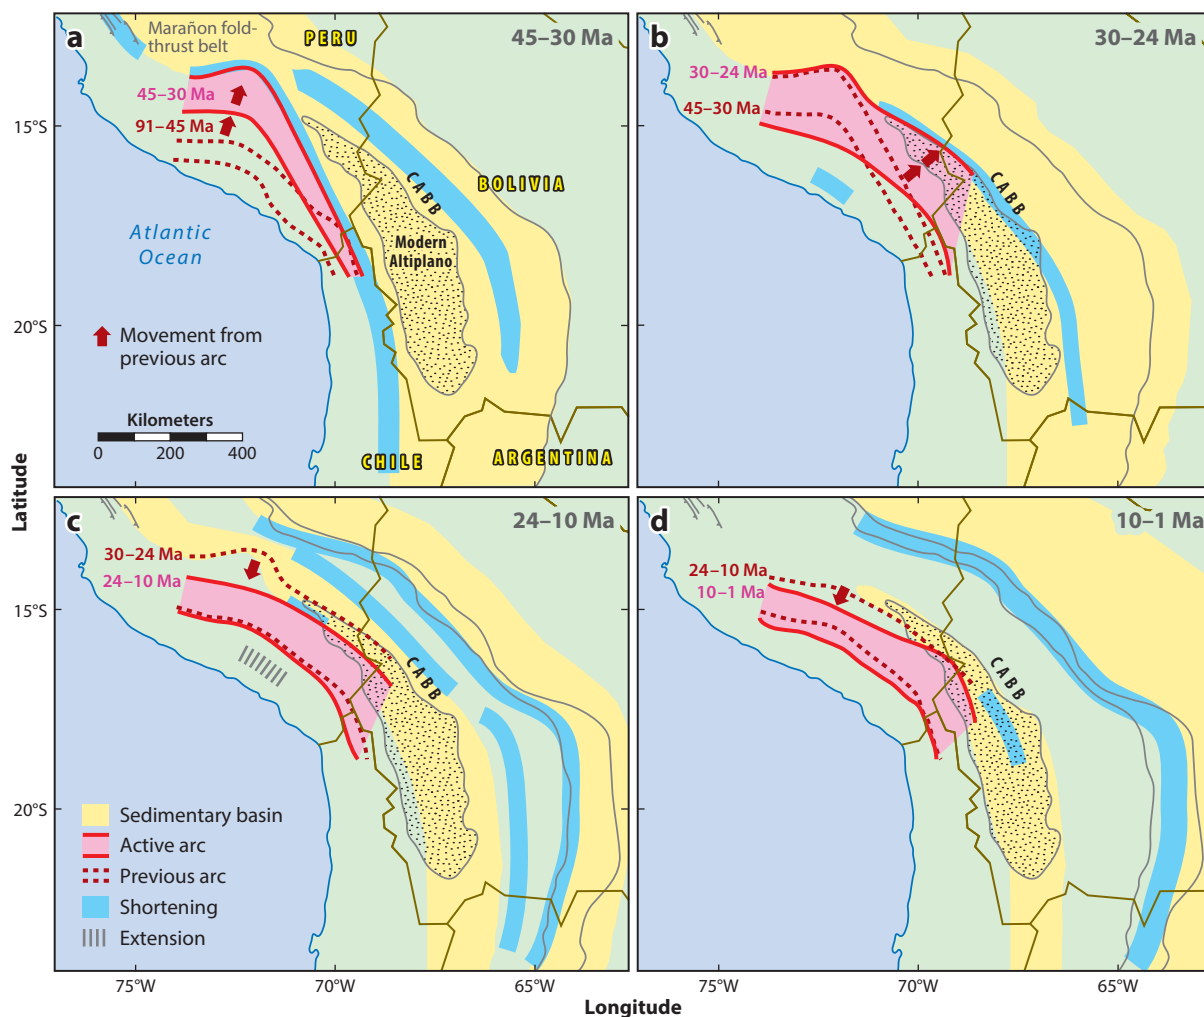 a
Marañon fold-
thrust belt
PERU
45–30 Ma
45–30 Ma
91–45 Ma
15°S
CABB
BOLIVIA
Atlantic
Ocean
Modern
Altiplano
20°S
Movement from
previous arc
Kilometers
0 200 400
CHILE
ARGENTINA
b
30–24 Ma
30–24 Ma
45–30 Ma
CABB
Latitude
c
24–10 Ma
30–24 Ma
24–10 Ma
15°S
CABB
20°S
Sedimentary basin
Active arc
Previous arc
Shortening
Extension
75°W 70°W 65°W
d
10–1 Ma
24–10 Ma
10–1 Ma
CABB
75°W 70°W 65°W
Longitude